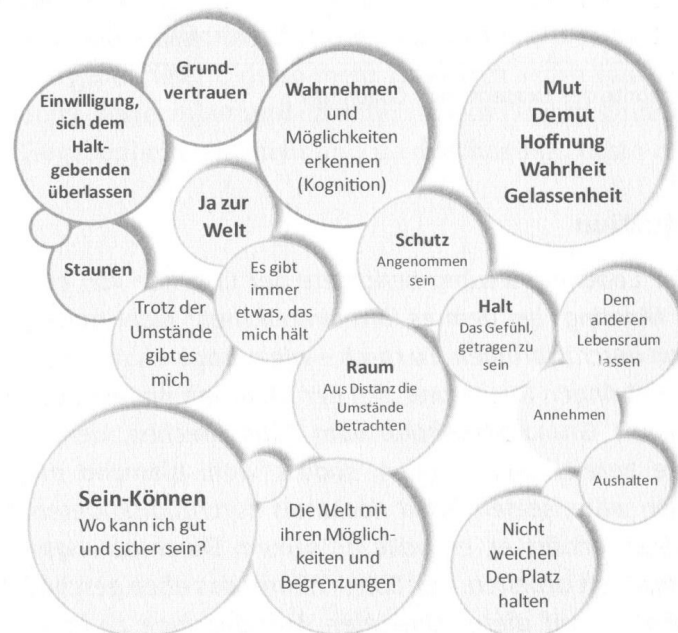 Grund-
vertrauen
Einwilligung,
sich dem
Halt-
gebenden
überlassen
Wahrnehmen
und
Möglichkeiten
erkennen
(Kognition)
Mut
Demut
Hoffnung
Wahrheit
Gelassenheit
Ja zur
Welt
Staunen
Schutz
Angenommen
sein
Es gibt
immer
etwas, das
mich hält
Trotz der
Umstände
gibt es
mich
Halt
Das Gefühl,
getragen zu
sein
Dem
anderen
Lebensraum
lassen
Raum
Aus Distanz die
Umstände
betrachten
Annehmen
Aushalten
Sein-Können
Wo kann ich gut
und sicher sein?
Die Welt mit
ihren Möglich-
keiten und
Begrenzungen
Nicht
weichen
Den Platz
halten